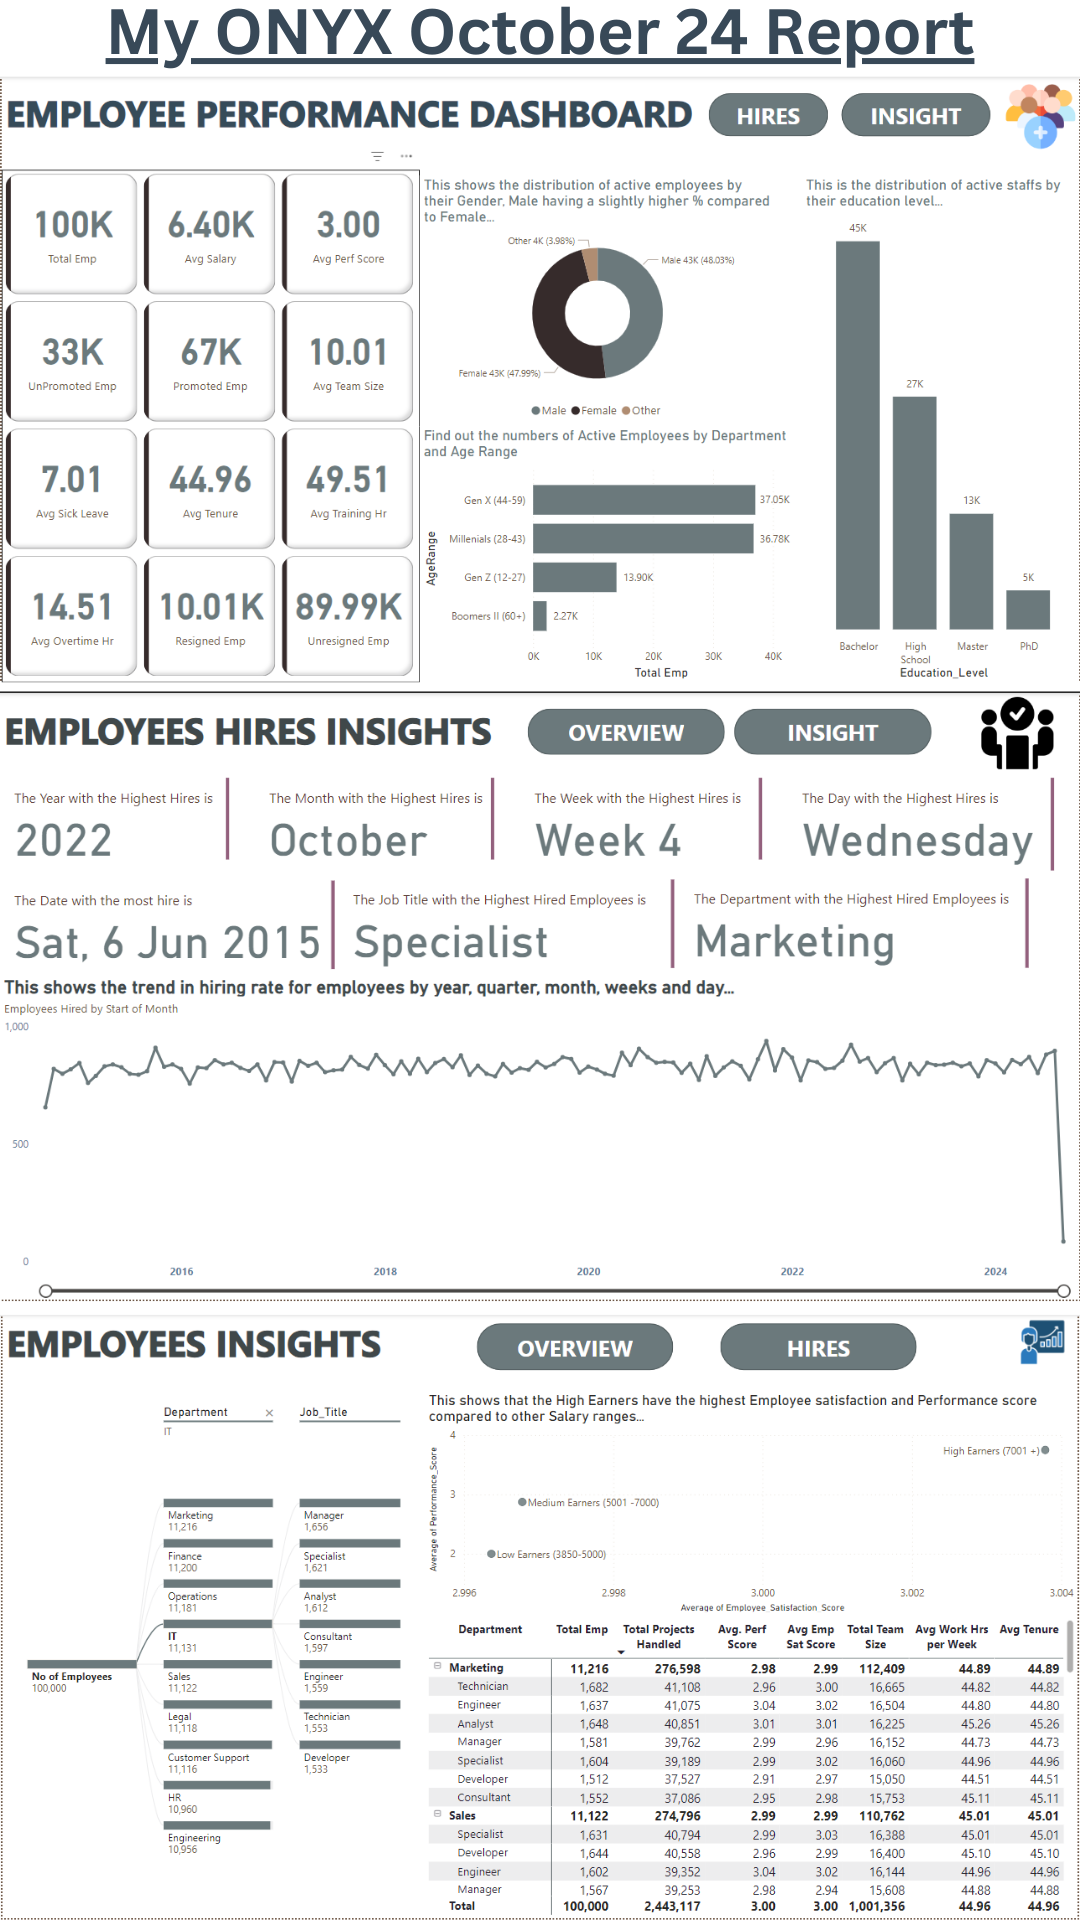 My ONYX October 24 Report
EMPLOYEE PERFORMANCE DASHBOARD
HIRES
INSIGHT
100K
Total Emp
6.40K
Avg Salary
3.00
Avg Perf Score
33K
UnPromoted Emp
67K
Promoted Emp
10.01
Avg Team Size
7.01
Avg Sick Leave
44.96
Avg Tenure
49.51
Avg Training Hr
14.51
Avg Overtime Hr
10.01K
Resigned Emp
89.99K
Unresigned Emp
This shows the distribution of active employees by
their Gender, Male having a slightly higher % compared
to Female...
Other 4K (3.98%)
Male 43K (48.03%)
Female 43K (47.99%)
Male Female Other
Find out the numbers of Active Employees by Department
and Age Range
AgeRange
Gen X (44-59)
37.05K
Millenials (28-43)
36.78K
Gen Z (12-27)
13.90K
Boomers II (60+)
2.27K
0K 10K 20K 30K 40K
Total Emp
This is the distribution of active staffs by
their education level...
45K
27K
13K
5K
Bachelor
High
School
Master
PhD
Education_Level
EMPLOYEES HIRES INSIGHTS
OVERVIEW
INSIGHT
The Year with the Highest Hires is
2022
The Month with the Highest Hires is
October
The Week with the Highest Hires is
Week 4
The Day with the Highest Hires is
Wednesday
The Date with the most hire is
Sat, 6 Jun 2015
The Job Title with the Highest Hired Employees is
Specialist
The Department with the Highest Hired Employees is
Marketing
This shows the trend in hiring rate for employees by year, quarter, month, weeks and day...
Employees Hired by Start of Month
1,000
500
0
2016 2018 2020 2022 2024
EMPLOYEES INSIGHTS
OVERVIEW
HIRES
Department
IT
Job_Title
No of Employees
100,000
Marketing
11,216
Finance
11,200
Operations
11,181
IT
11,131
Sales
11,122
Legal
11,118
Customer Support
11,116
HR
10,960
Engineering
10,956
Manager
1,656
Specialist
1,621
Analyst
1,612
Consultant
1,597
Engineer
1,559
Technician
1,553
Developer
1,533
This shows that the High Earners have the highest Employee satisfaction and Performance score
compared to other Salary ranges...
Average of Performance_Score
4
3
2
High Earners (7001 +)
Medium Earners (5001 -7000)
Low Earners (3850-5000)
2.996 2.998 3.000 3.002 3.004
Average of Employee_Satisfaction_Score
Department Total Emp Total Projects Handled Avg. Perf Score Avg Emp Sat Score Total Team Size Avg Work Hrs per Week Avg Tenure
Marketing 11,216 276,598 2.98 2.99 112,409 44.89 44.89
Technician 1,682 41,108 2.96 3.00 16,665 44.82 44.82
Engineer 1,637 41,075 3.04 3.02 16,504 44.80 44.80
Analyst 1,648 40,851 3.01 3.01 16,225 45.26 45.26
Manager 1,581 39,762 2.99 2.96 16,152 44.73 44.73
Specialist 1,604 39,189 2.99 3.02 16,060 44.96 44.96
Developer 1,512 37,527 2.91 2.97 15,050 44.51 44.51
Consultant 1,552 37,086 2.95 2.98 15,753 45.11 45.11
Sales 11,122 274,796 2.99 2.99 110,762 45.01 45.01
Specialist 1,631 40,794 2.99 3.03 16,388 45.01 45.01
Developer 1,644 40,558 2.96 2.99 16,400 45.10 45.10
Engineer 1,602 39,352 3.04 3.02 16,144 44.96 44.96
Manager 1,567 39,253 2.98 2.94 15,608 44.88 44.88
Total 100,000 2,443,117 3.00 3.00 1,001,356 44.96 44.96